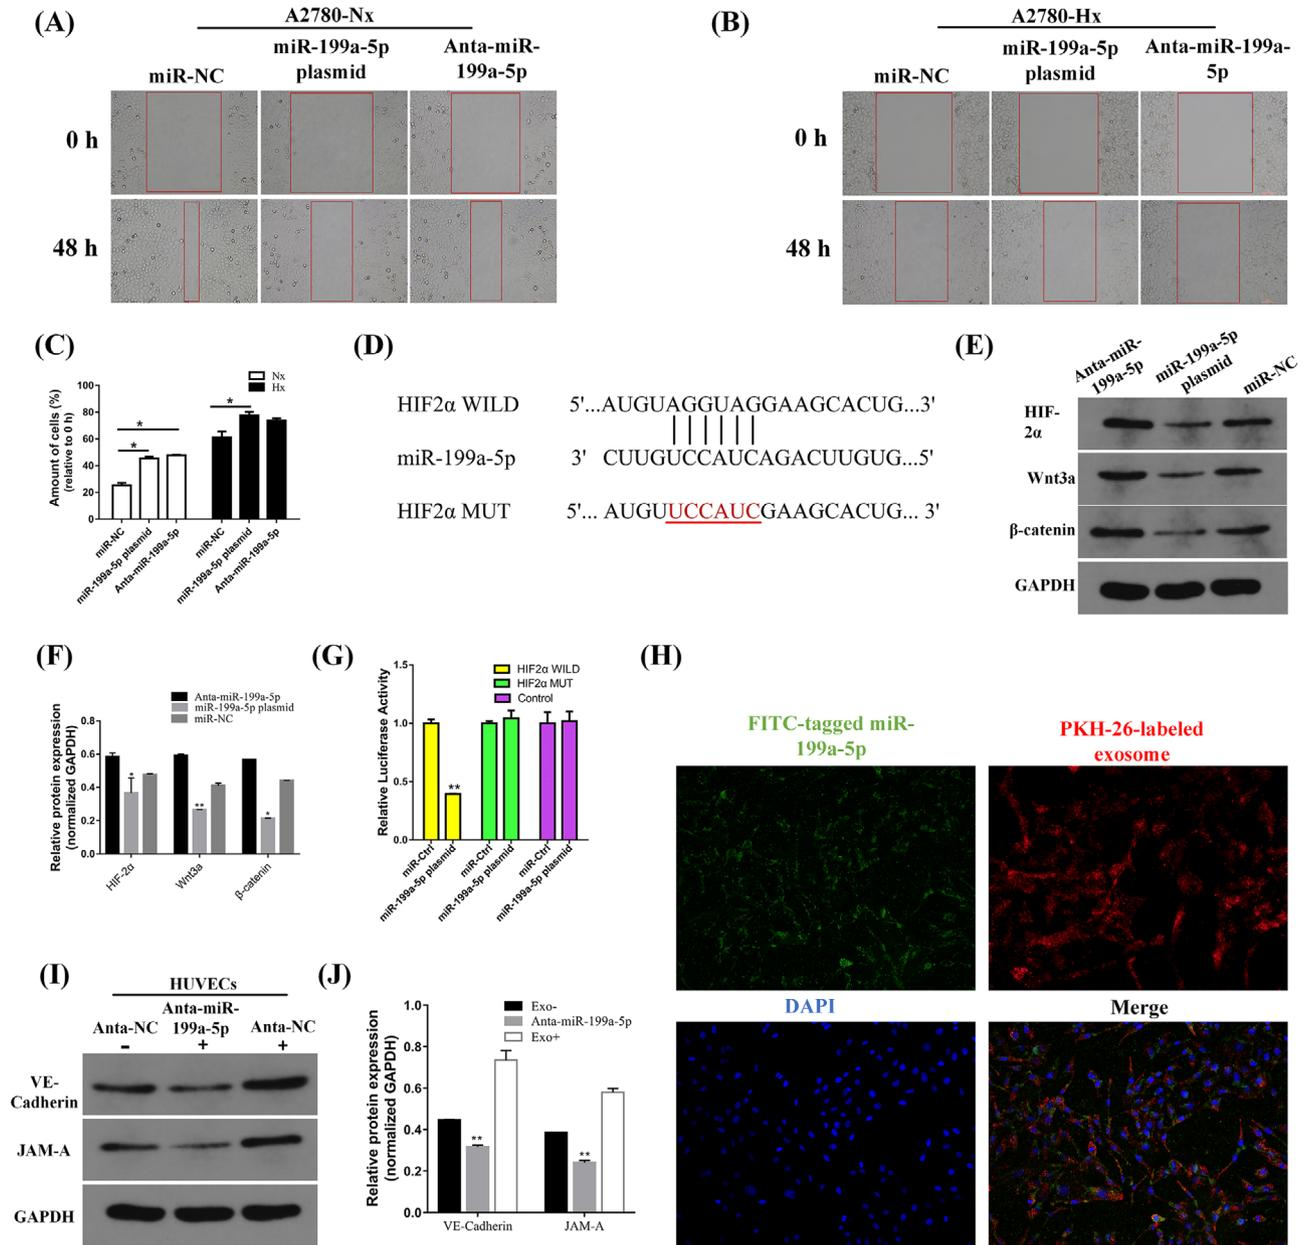 (A)
A2780-Nx
miR-NC
miR-199a-5p
plasmid
Anta-miR-
199a-5p
0 h
48 h
(B)
A2780-Hx
miR-NC
miR-199a-5p
plasmid
Anta-miR-199a-
5p
0 h
48 h
(C)
Nx
Hx
Amount of cells (%)
(relative to 0 h)
100
80
60
40
20
0
*
*
*
miR-NC
miR-199a-5p plasmid
Anta-miR-199a-5p
miR-NC
miR-199a-5p plasmid
Anta-miR-199a-5p
(D)
HIF2α WILD 5'...AUGUAGGUAGGAAGCACUG...3'
miR-199a-5p 3' CUUGUCCAUCAGACUUGUG...5'
HIF2α MUT 5'... AUGUUCCAUCGAAGCACUG... 3'
(E)
Anta-miR-
199a-5p
miR-199a-5p
plasmid
miR-NC
HIF-
2α
Wnt3a
β-catenin
GAPDH
(F)
Anta-miR-199a-5p
miR-199a-5p plasmid
miR-NC
Relative protein expression
(normalized GAPDH)
0.8
0.6
0.4
0.2
0.0
*
**
*
HIF-2α
Wnt3a
β-catenin
(G)
HIF2α WILD
HIF2α MUT
Control
Relative Luciferase Activity
1.5
1.0
0.5
0.0
**
miR-Ctrl
miR-199a-5p plasmid
miR-Ctrl
miR-199a-5p plasmid
miR-Ctrl
miR-199a-5p plasmid
(H)
FITC-tagged miR-
199a-5p
PKH-26-labeled
exosome
DAPI
Merge
(I)
HUVECs
Anta-NC
Anta-miR-
199a-5p
Anta-NC
- + +
VE-
Cadherin
JAM-A
GAPDH
(J)
Exo-
Anta-miR-199a-5p
Exo+
Relative protein expression
(normalized GAPDH)
1.0
0.8
0.6
0.4
0.2
0.0
**
**
VE-Cadherin
JAM-A